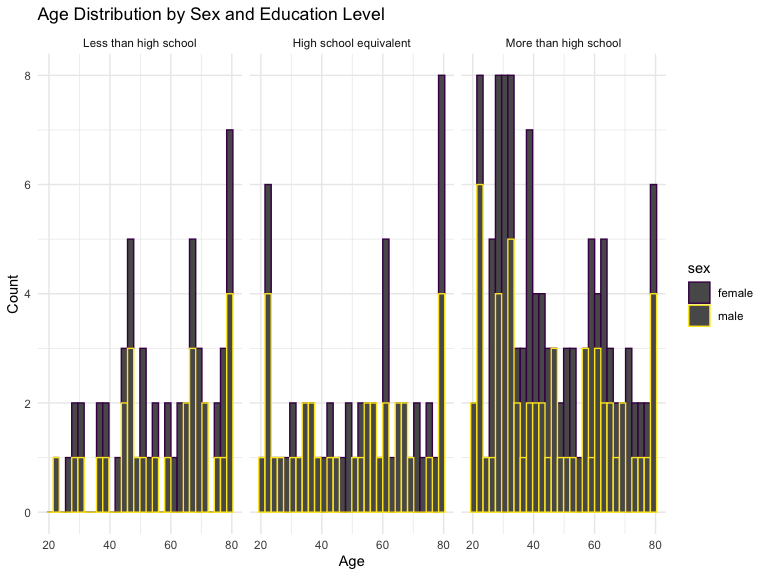 Age Distribution by Sex and Education Level
Less than high school
High school equivalent
More than high school
8
6
4
2
0
Count
20 40 60 80
20 40 60 80
20 40 60 80
Age
sex
female
male